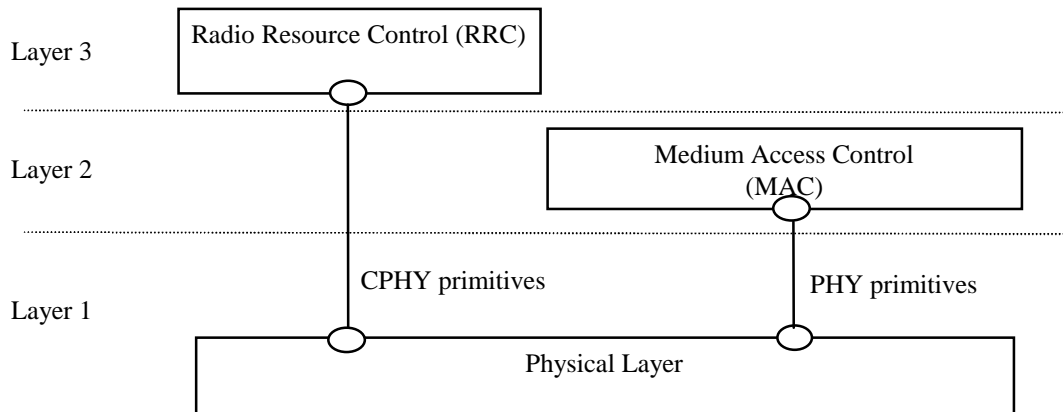 Radio Resource Control (RRC)
Layer 3
Medium Access Control
(MAC)
Layer 2
CPHY primitives
PHY primitives
Layer 1
Physical Layer